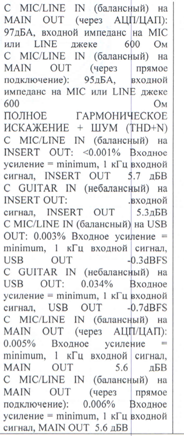 С MIC/LINE IN (балансный) на
MAIN OUT (через АЦП/ЦАП):
97дБА, входной импеданс на MIC
или LINE джеке 600 Ом
С MIC/LINE IN (балансный) на
MAIN OUT (через прямое
подключение): 95дБА, входной
импеданс на MIC или LINE джеке
600 Ом
ПОЛНОЕ ГАРМОНИЧЕСКОЕ
ИСКАЖЕНИЕ + ШУМ (THD+N)
С MIC/LINE IN (балансный) на
INSERT OUT: <0.001% Входное
усиление = minimum, 1 кГц входной
сигнал, INSERT OUT 5.7 дБВ
С GUITAR IN (небалансный) на
INSERT OUT: .входной
сигнал, INSERT OUT 5.3дБВ
С MIC/LINE IN (балансный) на USB
OUT: 0.003% Входное усиление =
minimum, 1 кГц входной сигнал,
USB OUT -0.3dBFS
С GUITAR IN (небалансный) на
USB OUT: 0.034% Входное
усиление = minimum, 1 кГц входной
сигнал, USB OUT -0.7dBFS
С MIC/LINE IN (балансный) на
MAIN OUT (через АЦП/ЦАП):
0.005% Входное усиление =
minimum, 1 кГц входной сигнал,
MAIN OUT 5.6 дБВ
С MIC/LINE IN (балансный) на
MAIN OUT (через прямое
подключение): 0.006% Входное
усиление = minimum, 1 кГц входной
сигнал, MAIN OUT 5.6 дБВ